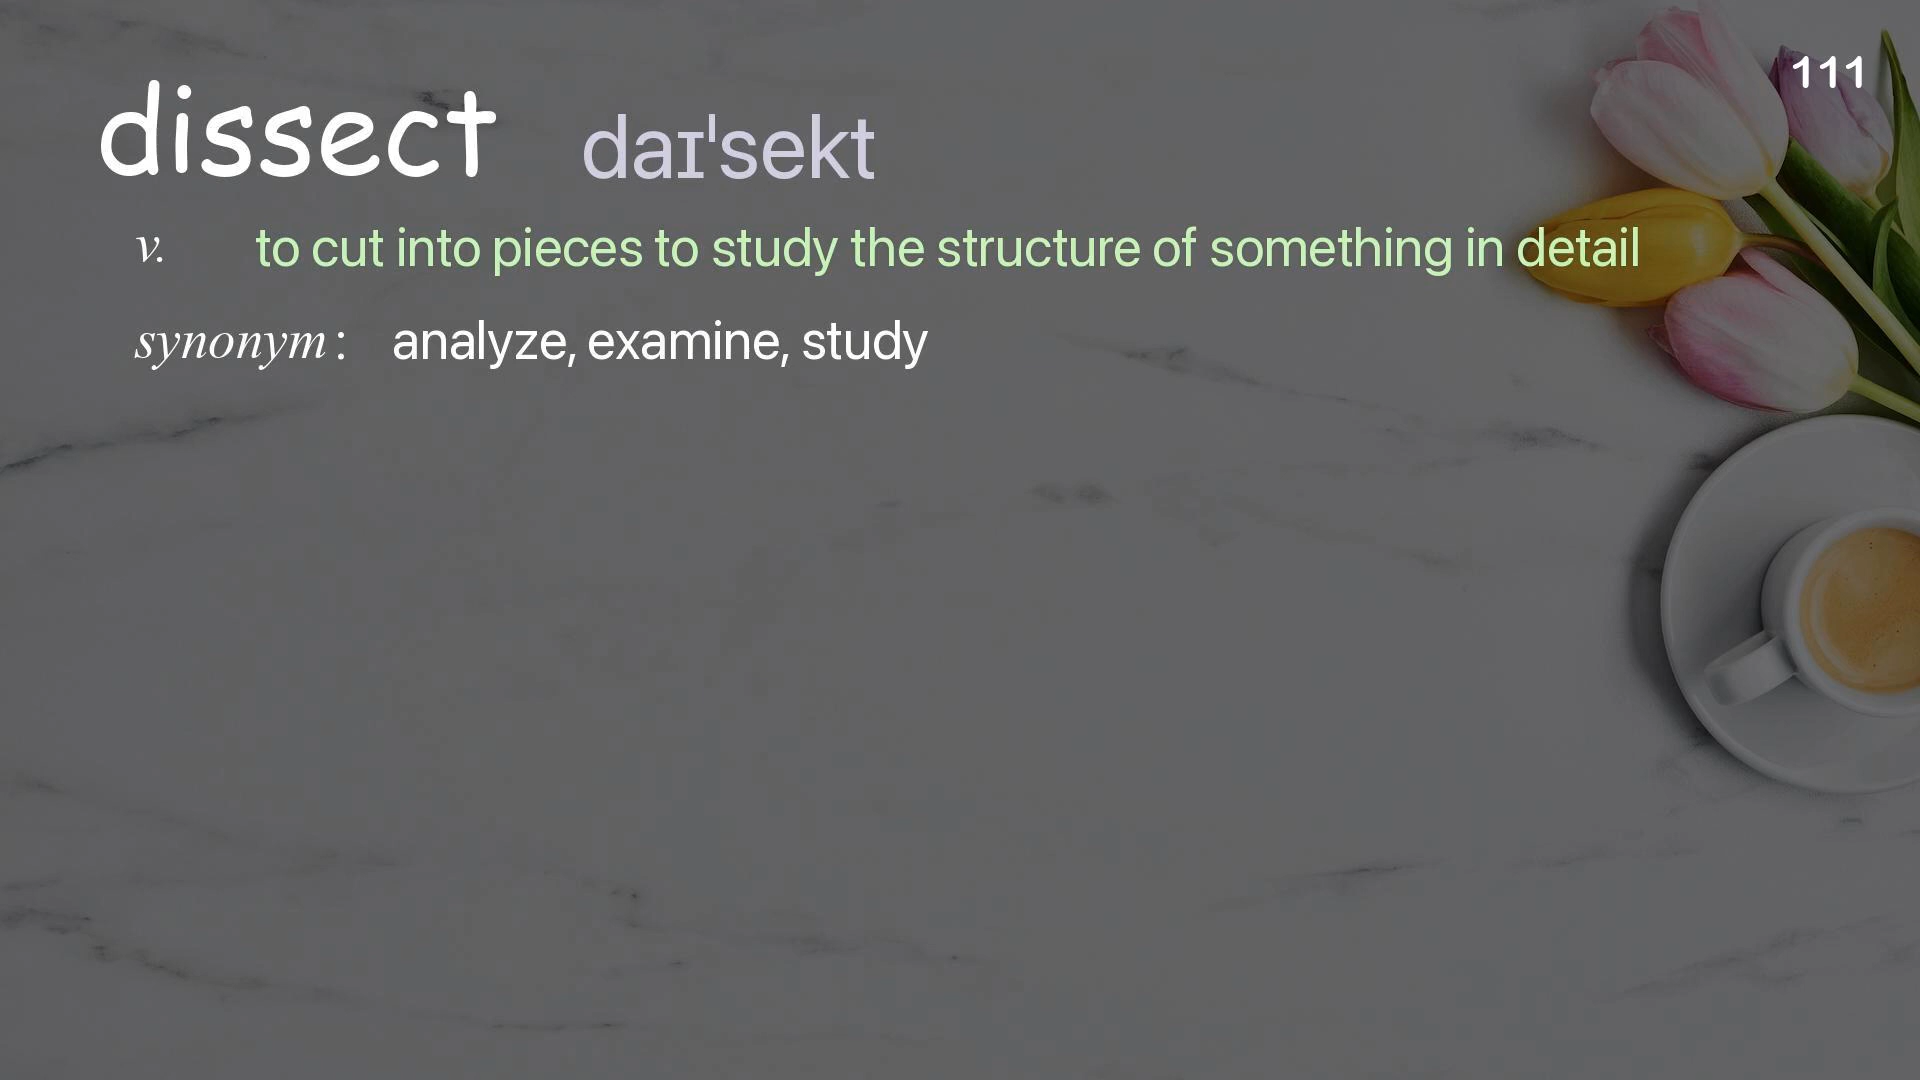 111
dissect daɪ'sekt
v. to cut into pieces to study the structure of something in detail
synonym : analyze, examine, study